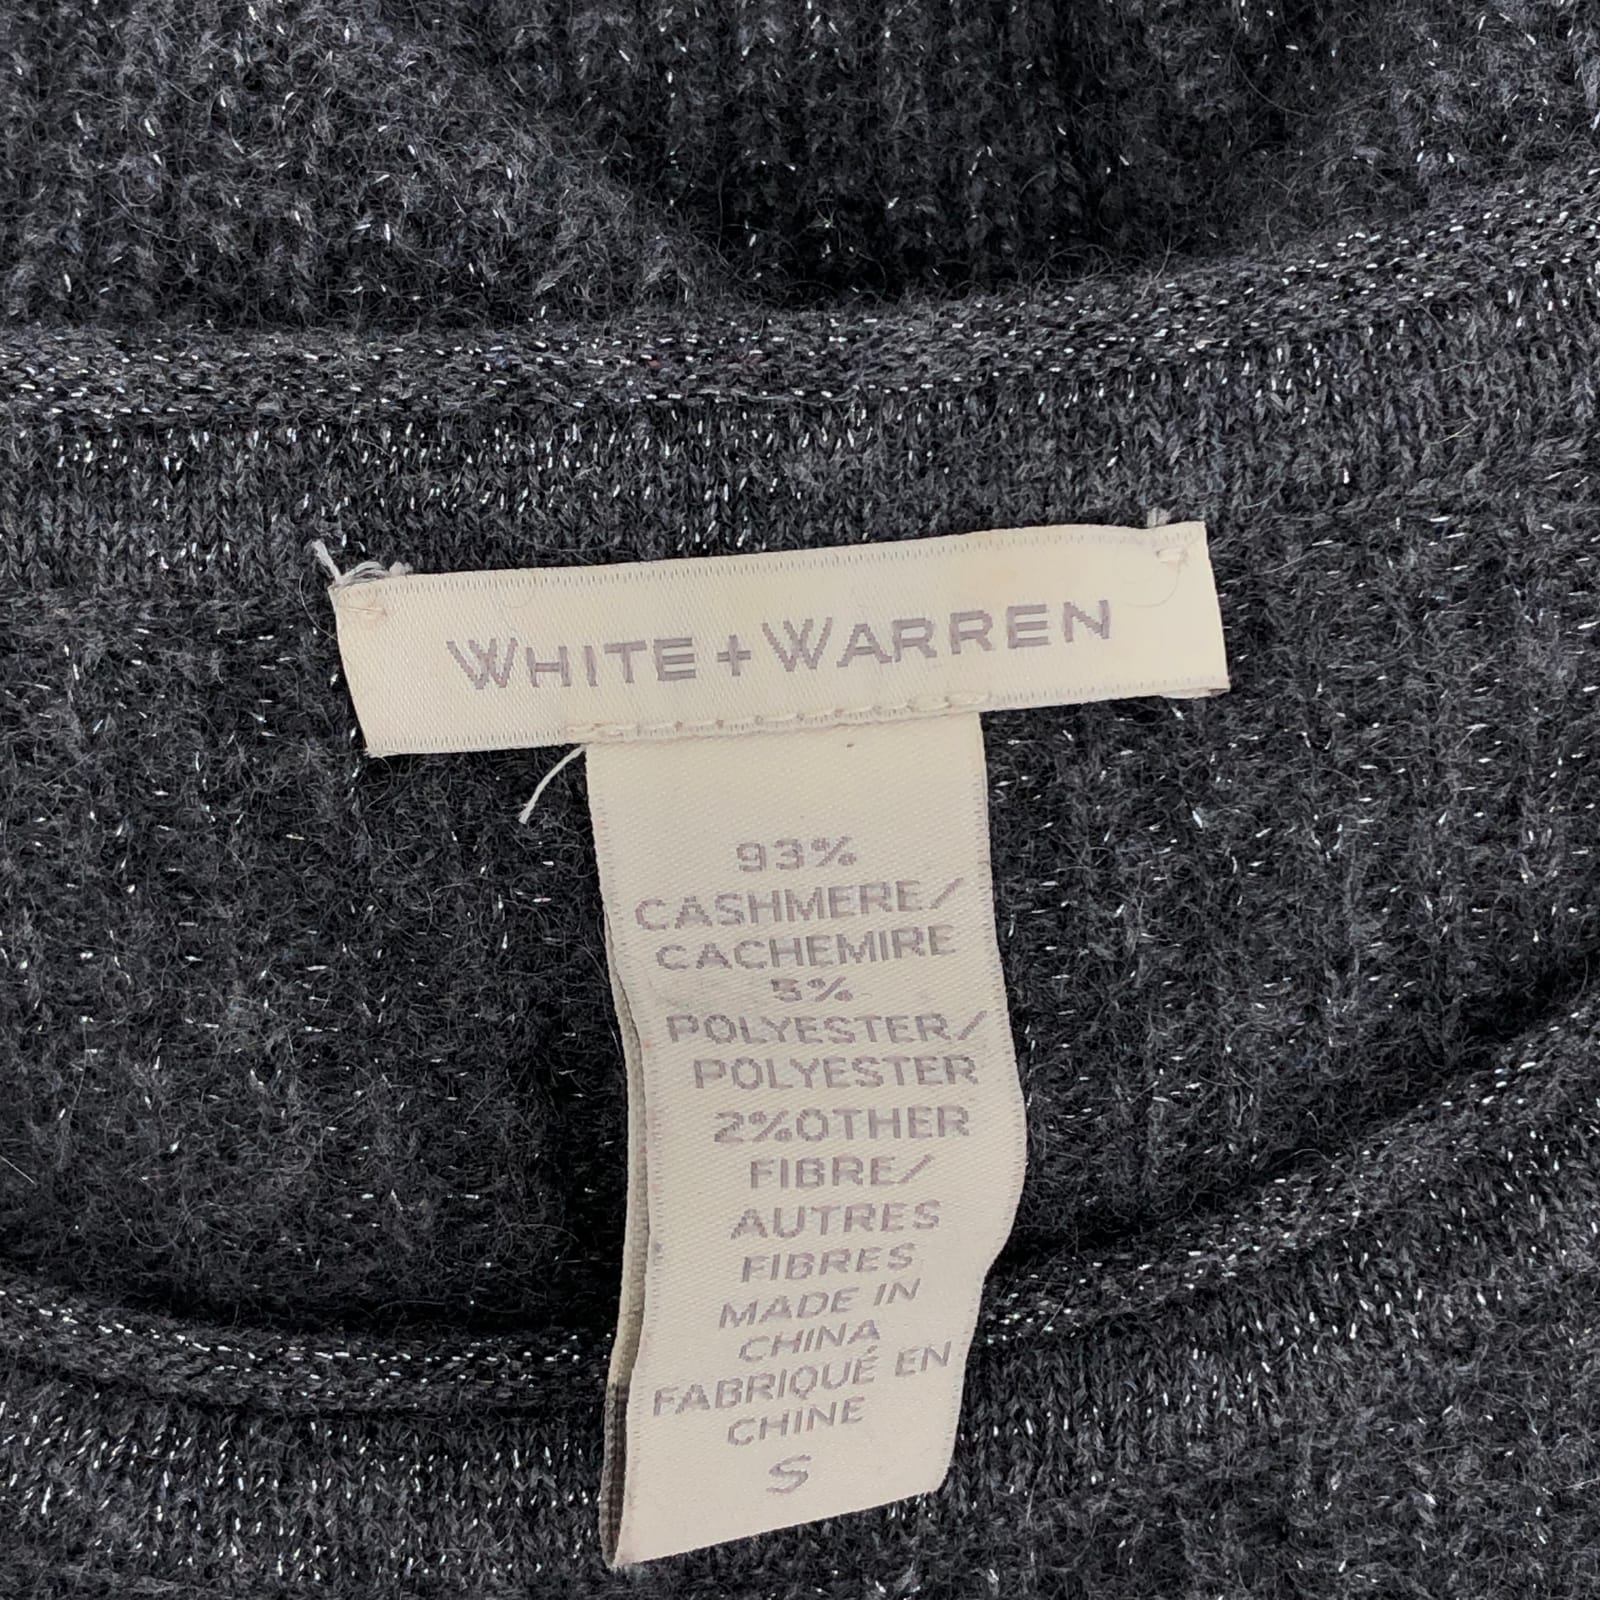 WHITE + WARREN
93%
CASHMERE/
CACHEMIRE
5%
POLYESTER/
POLYESTER
2%OTHER
FIBRE/
AUTRES
FIBRES
MADE IN
CHINA
FABRIQUÉ EN
CHINE
S